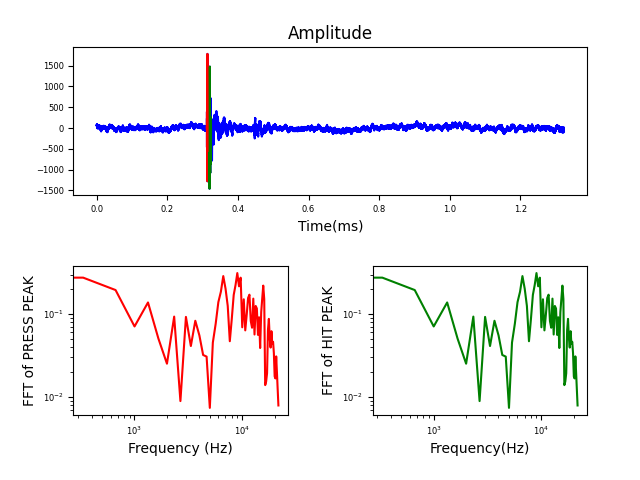 Amplitude
1500
1000
500
0
−500
−1000
−1500
0.0 0.2 0.4 0.6 0.8 1.0 1.2
Time(ms)
FFT of PRESS PEAK
10⁻¹
10⁻²
10³ 10⁴
Frequency (Hz)
FFT of HIT PEAK
10⁻¹
10⁻²
10³ 10⁴
Frequency(Hz)